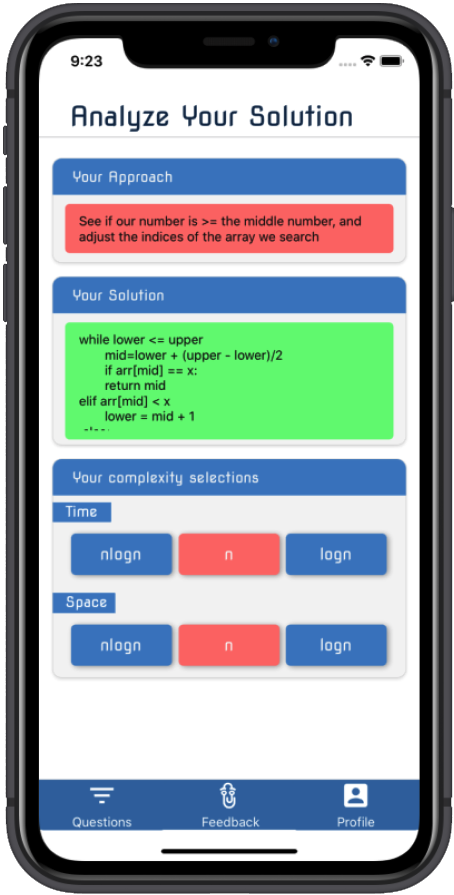 9:23
Analyze Your Solution
Your Approach
See if our number is >= the middle number, and
adjust the indices of the array we search
Your Solution
while lower <= upper
mid=lower + (upper - lower)/2
if arr[mid] == x:
return mid
elif arr[mid] < x
lower = mid + 1
Your complexity selections
Time
nlogn n logn
Space
nlogn n logn
Questions Feedback Profile